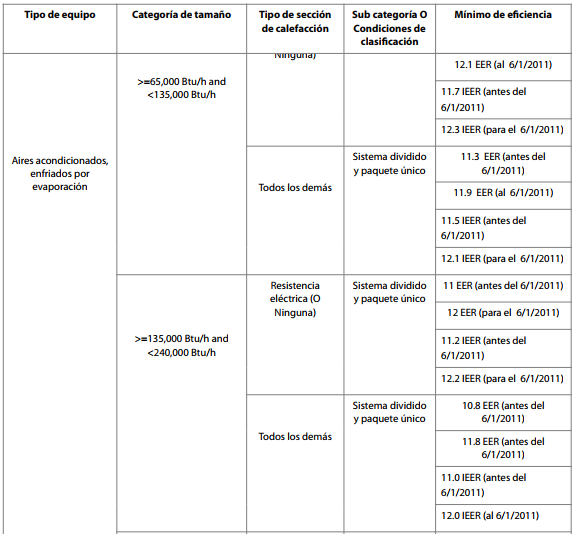 Tipo de equipo
Categoría de tamaño
Tipo de sección
de calefacción
Sub categoría O
Condiciones de
clasificación
Mínimo de eficiencia
Aires acondicionados,
enfriados por
evaporación
>=65,000 Btu/h and
<135,000 Btu/h
Ninguna)
12.1 EER (al 6/1/2011)
11.7 IEER (antes del
6/1/2011)
12.3 IEER (para el 6/1/2011)
Todos los demás
Sistema dividido
y paquete único
11.3 EER (antes del
6/1/2011)
11.9 EER (al 6/1/2011)
11.5 IEER (antes del
6/1/2011)
12.1 IEER (para el 6/1/2011)
>=135,000 Btu/h and
<240,000 Btu/h
Resistencia
eléctrica (O
Ninguna)
Sistema dividido
y paquete único
11 EER (antes del 6/1/2011)
12 EER (para el 6/1/2011)
11.2 IEER (antes del
6/1/2011)
12.2 IEER (para el 6/1/2011)
Todos los demás
Sistema dividido
y paquete único
10.8 EER (antes del
6/1/2011)
11.8 EER (antes del
6/1/2011)
11.0 IEER (antes del
6/1/2011)
12.0 IEER (al 6/1/2011)